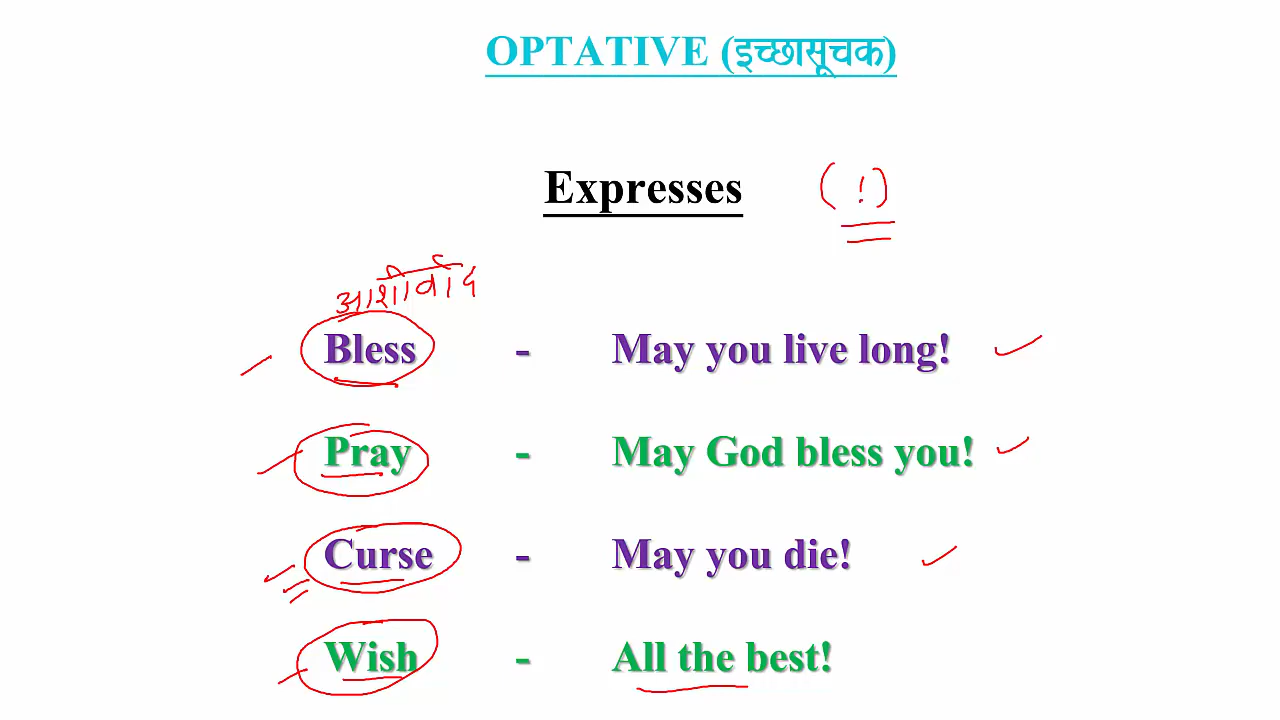 OPTATIVE (इच्छासूचक)
Expresses (!)
आशीर्वाद
Bless - May you live long!
Pray - May God bless you!
Curse - May you die!
Wish - All the best!